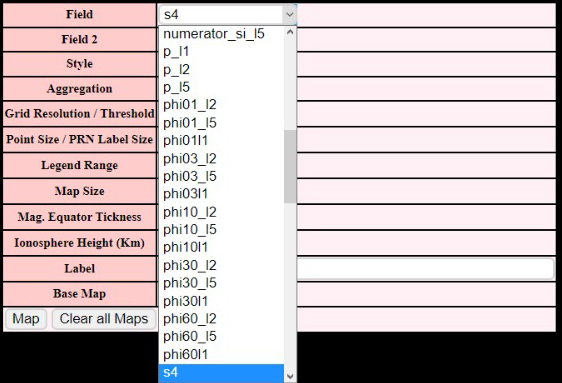 Field
s4
Field 2
Style
Aggregation
Grid Resolution / Threshold
Point Size / PRN Label Size
Legend Range
Map Size
Mag. Equator Tickness
Ionosphere Height (Km)
Label
Base Map
Map
Clear all Maps
numerator_si_l5
p_l1
p_l2
p_l5
phi01_l2
phi01_l5
phi01l1
phi03_l2
phi03_l5
phi03l1
phi10_l2
phi10_l5
phi10l1
phi30_l2
phi30_l5
phi30l1
phi60_l2
phi60_l5
phi60l1
s4